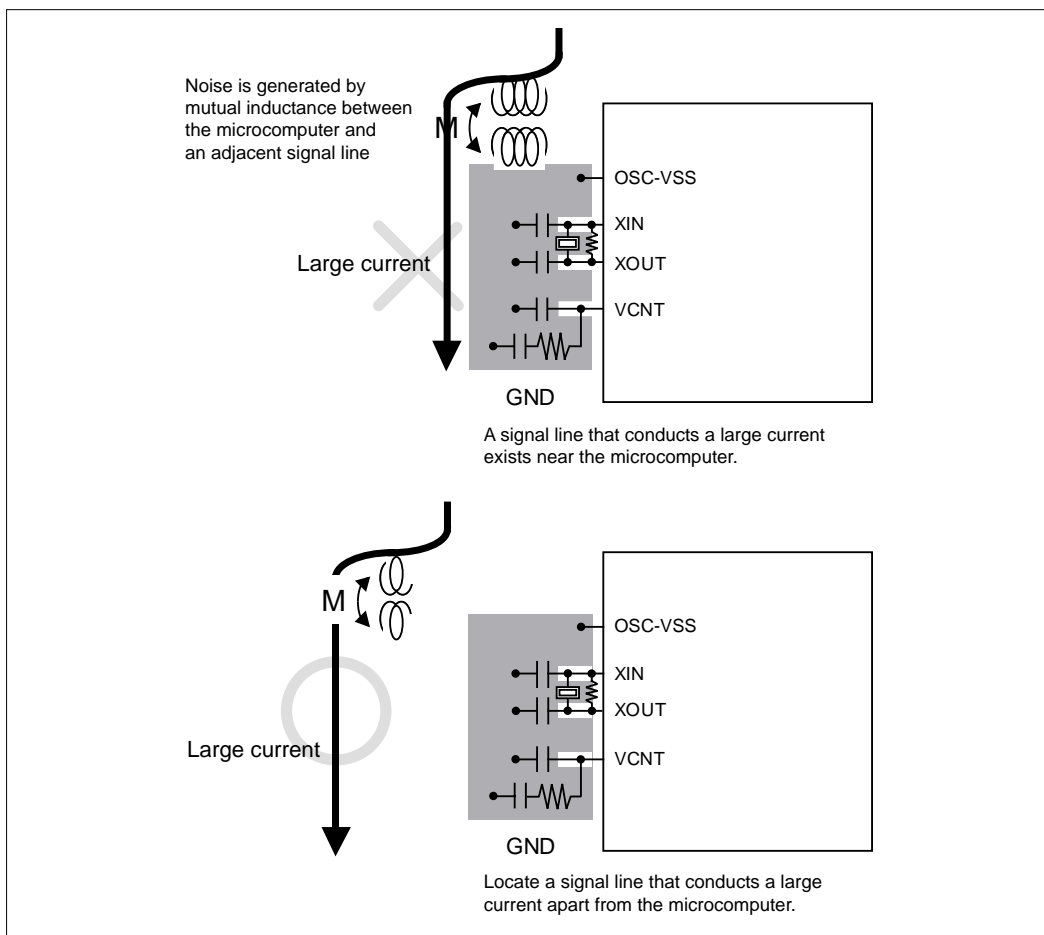 Noise is generated by
mutual inductance between
the microcomputer and
an adjacent signal line
M
OSC-VSS
XIN
Large current
XOUT
VCNT
GND
A signal line that conducts a large current
exists near the microcomputer.
M
OSC-VSS
XIN
XOUT
Large current
VCNT
GND
Locate a signal line that conducts a large
current apart from the microcomputer.